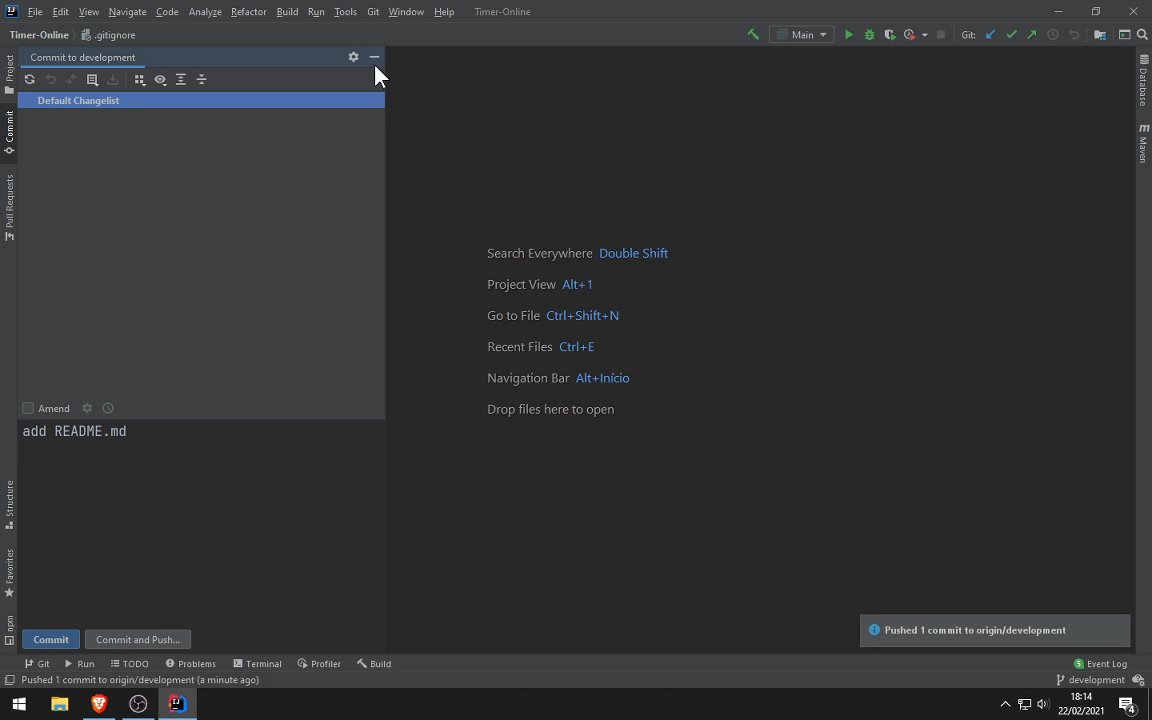 File Edit View Navigate Code Analyze Refactor Build Run Tools Git Window Help Timer-Online
Timer-Online .gitignore Main Git:
Commit to development
Default Changelist
Project
Commit
Pull Requests
Structure
Favorites
npm
Database
Maven
Search Everywhere Double Shift
Project View Alt+1
Go to File Ctrl+Shift+N
Recent Files Ctrl+E
Navigation Bar Alt+Início
Drop files here to open
Amend
add README.md
Commit Commit and Push...
Pushed 1 commit to origin/development
Git Run TODO Problems Terminal Profiler Build 5 Event Log
Pushed 1 commit to origin/development (a minute ago) development
18:14
22/02/2021
4